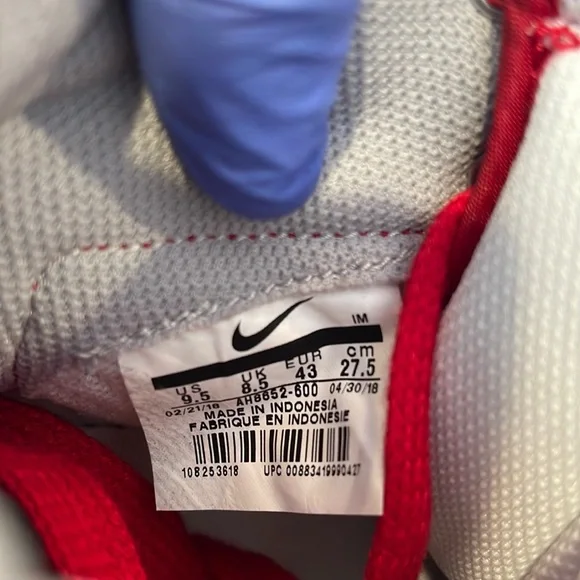 IM
US UK EUR cm
9.5 8.5 43 27.5
02/21/18 AH8652-600 04/30/18
MADE IN INDONESIA
FABRIQUE EN INDONESIE
108253618 UPC 00883419990427